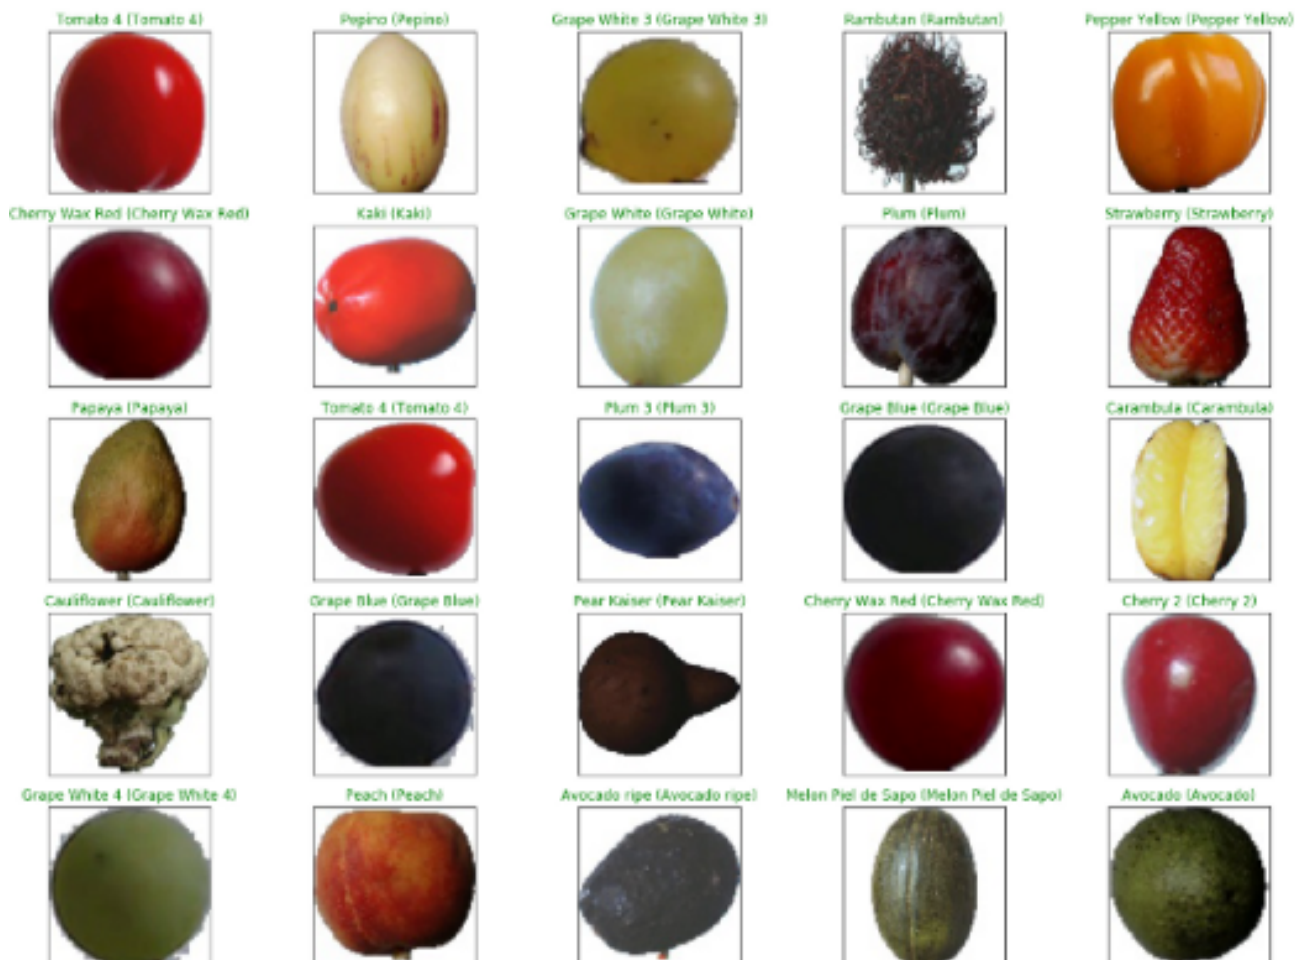 Tomato 4 (Tomato 4)
Pepino (Pepino)
Grape White 3 (Grape White 3)
Rambutan (Rambutan)
Pepper Yellow (Pepper Yellow)
Cherry Wax Red (Cherry Wax Red)
Kaki (Kaki)
Grape White (Grape White)
Plum (Plum)
Strawberry (Strawberry)
Papaya (Papaya)
Tomato 4 (Tomato 4)
Plum 3 (Plum 3)
Grape Blue (Grape Blue)
Carambula (Carambula)
Cauliflower (Cauliflower)
Grape Blue (Grape Blue)
Pear Kaiser (Pear Kaiser)
Cherry Wax Red (Cherry Wax Red)
Cherry 2 (Cherry 2)
Grape White 4 (Grape White 4)
Peach (Peach)
Avocado ripe (Avocado ripe)
Melon Piel de Sapo (Melon Piel de Sapo)
Avocado (Avocado)